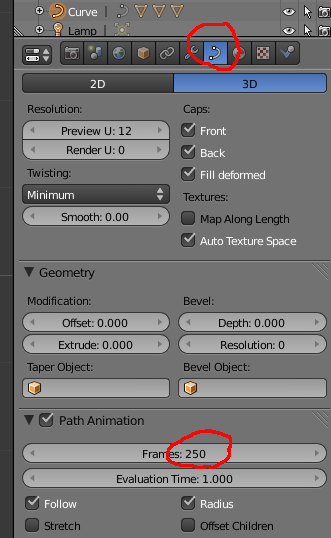 Curve
Lamp
2D 3D
Resolution: Caps:
Preview U: 12 Front
Render U: 0 Back
Twisting: Fill deformed
Minimum Textures:
Smooth: 0.00 Map Along Length
Auto Texture Space
Geometry
Modification: Bevel:
Offset: 0.000 Depth: 0.000
Extrude: 0.000 Resolution: 0
Taper Object: Bevel Object:
Path Animation
Frames: 250
Evaluation Time: 1.000
Follow Radius
Stretch Offset Children